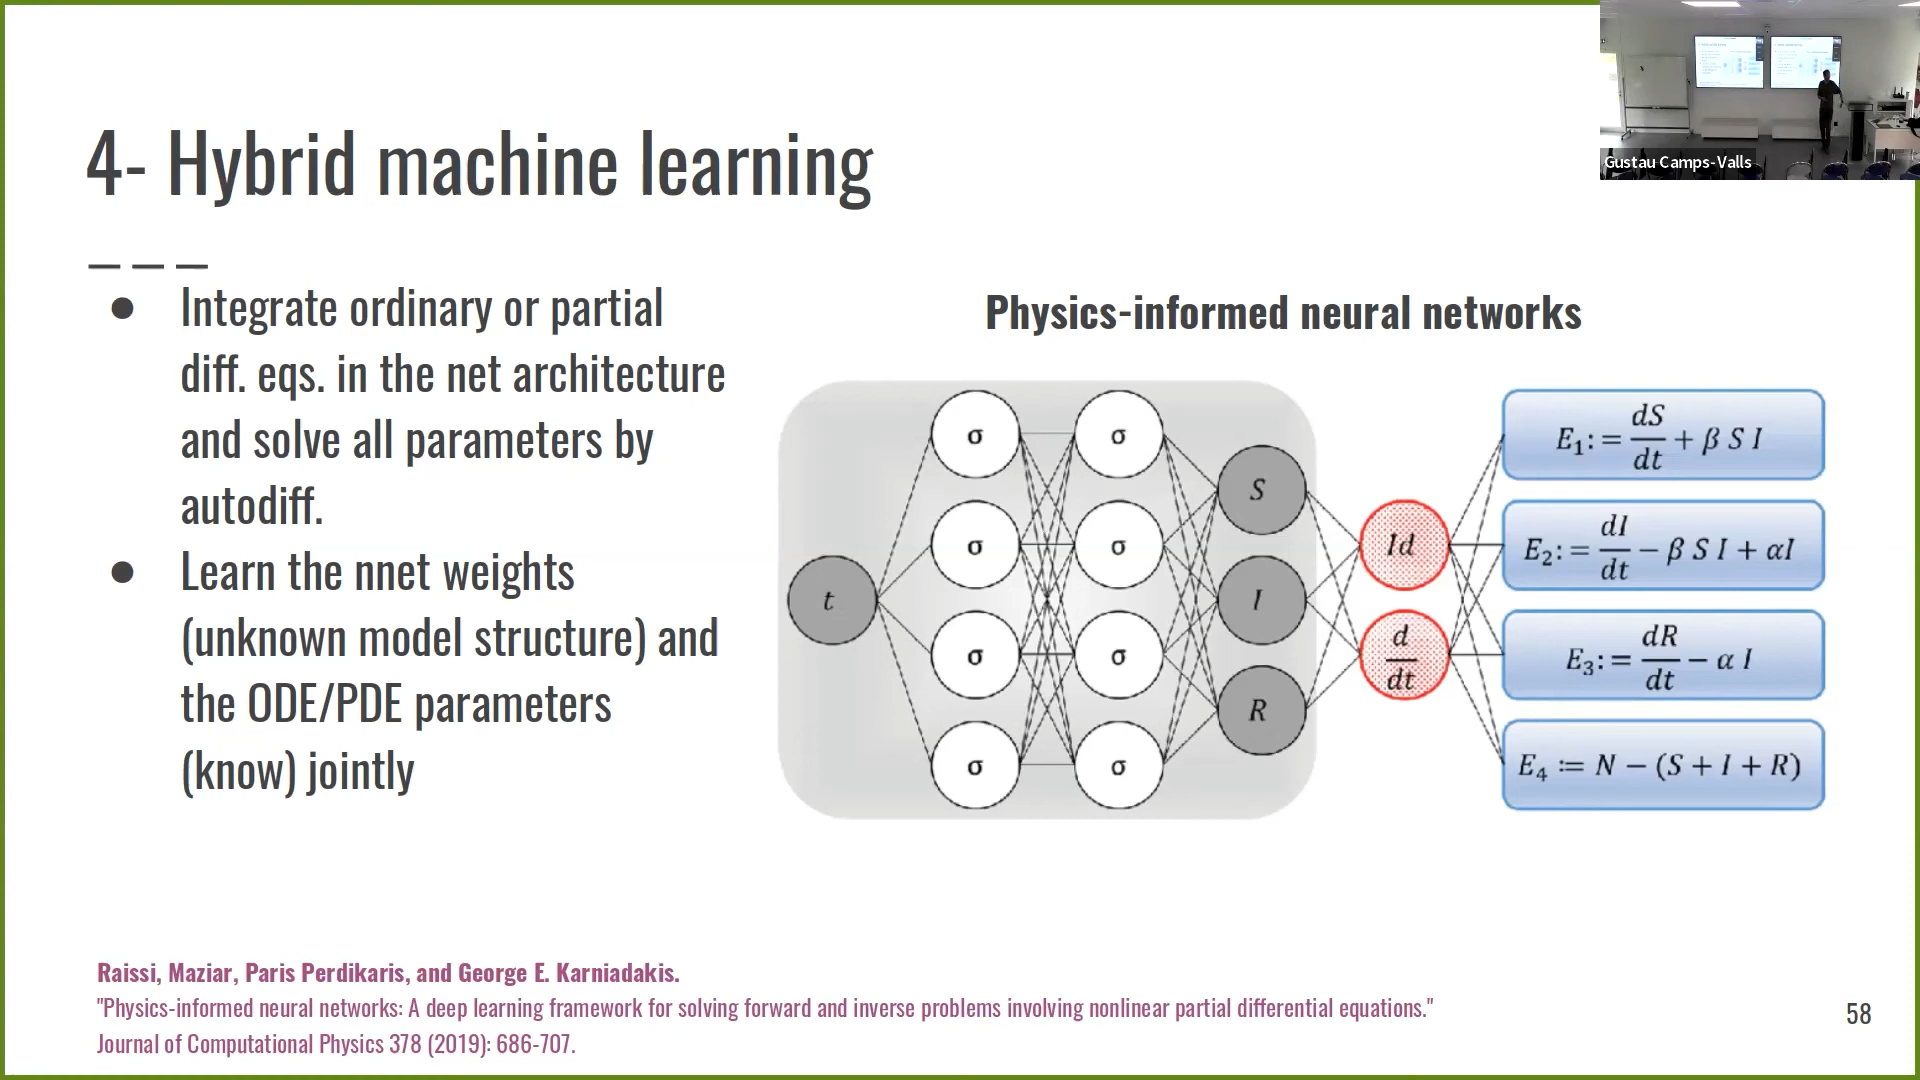 Gustau Camps-Valls
4- Hybrid machine learning
● Integrate ordinary or partial
diff. eqs. in the net architecture
and solve all parameters by
autodiff.
● Learn the nnet weights
(unknown model structure) and
the ODE/PDE parameters
(know) jointly
Physics-informed neural networks
t
σ σ
σ σ
σ σ
σ σ
S
I
R
Id
d/dt
E₁: = dS/dt + β S I
E₂: = dI/dt − β S I + αI
E₃: = dR/dt − α I
E₄ ≔ N − (S + I + R)
Raissi, Maziar, Paris Perdikaris, and George E. Karniadakis.
"Physics-informed neural networks: A deep learning framework for solving forward and inverse problems involving nonlinear partial differential equations."
Journal of Computational Physics 378 (2019): 686-707.
58